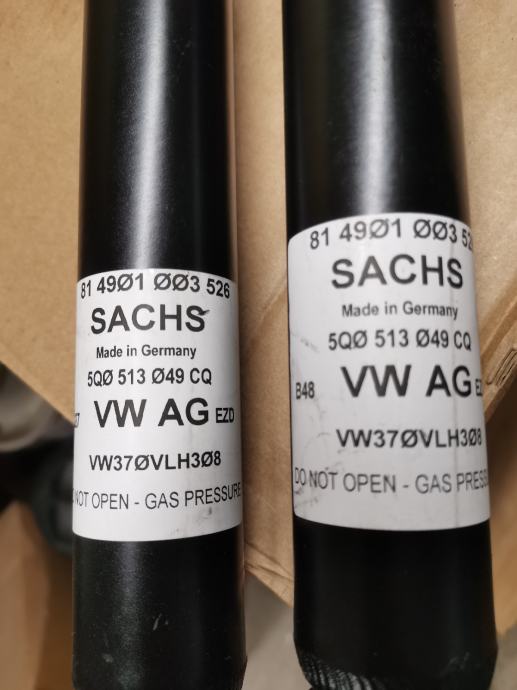 81 49Ø1 ØØ3 526
SACHS
Made in Germany
5QØ 513 Ø49 CQ
VW AG EZD
VW37ØVLH3Ø8
NOT OPEN - GAS PRESSURE
81 49Ø1 ØØ3 52
SACHS
Made in Germany
5QØ 513 Ø49 CQ
B48 VW AG EZ
VW37ØVLH3Ø8
DO NOT OPEN - GAS PRESS